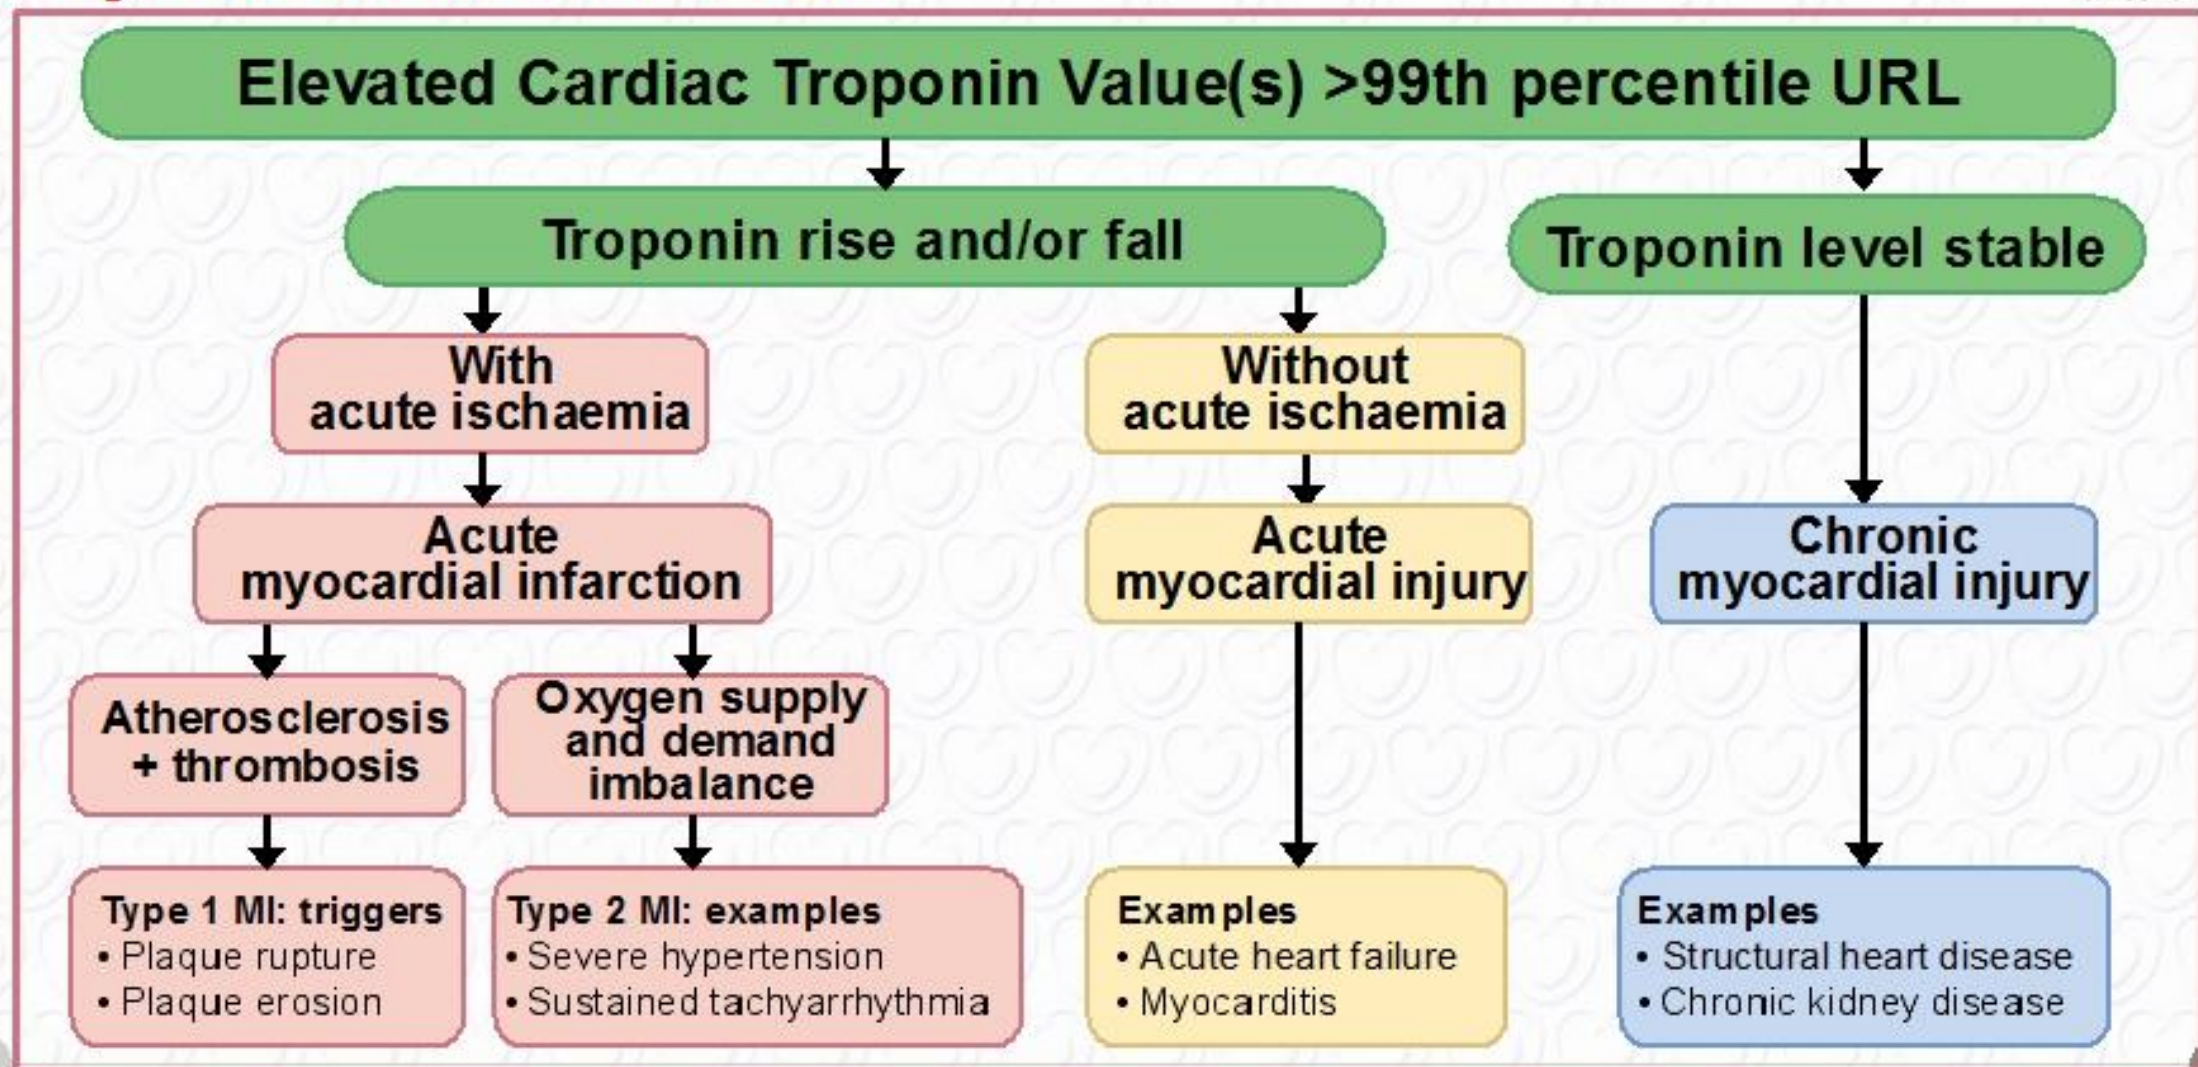 Elevated Cardiac Troponin Value(s) >99th percentile URL
Troponin rise and/or fall
Troponin level stable
With
acute ischaemia
Without
acute ischaemia
Acute
myocardial infarction
Acute
myocardial injury
Chronic
myocardial injury
Atherosclerosis
+ thrombosis
Oxygen supply
and demand
imbalance
Type 1 MI: triggers
• Plaque rupture
• Plaque erosion
Type 2 MI: examples
• Severe hypertension
• Sustained tachyarrhythmia
Examples
• Acute heart failure
• Myocarditis
Examples
• Structural heart disease
• Chronic kidney disease